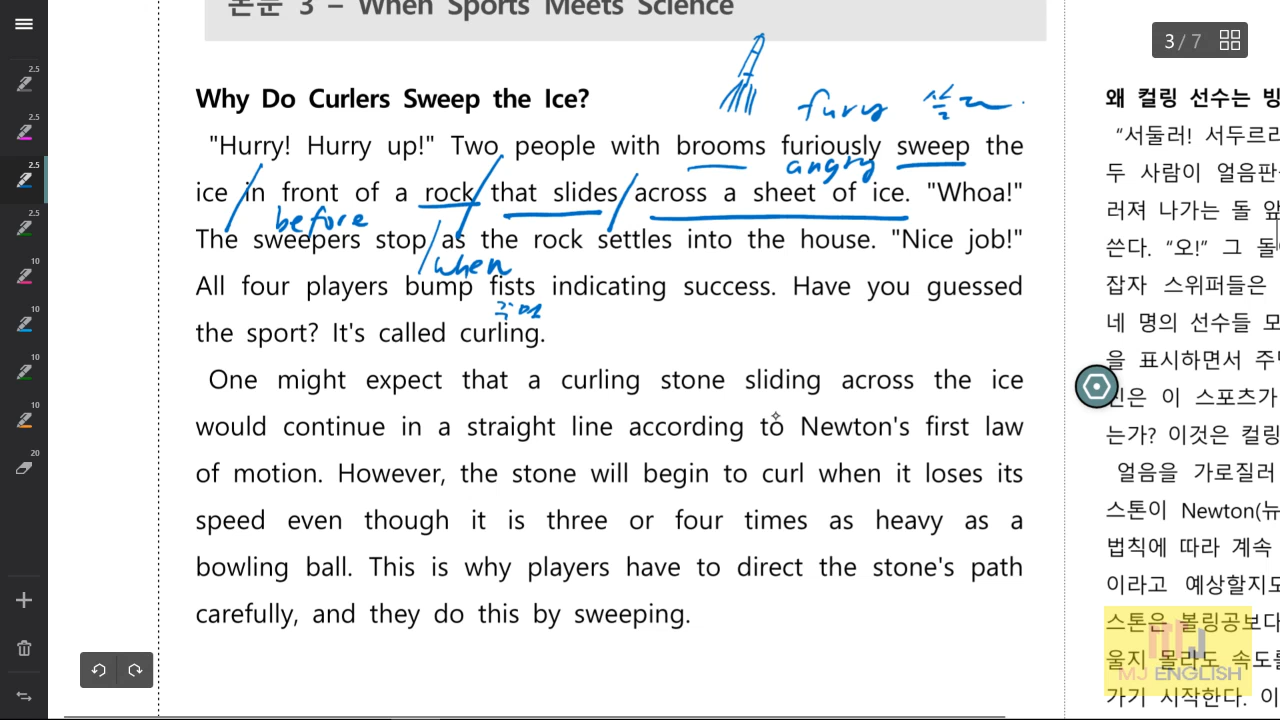 본문 3 – When Sports Meets Science
3 / 7
Why Do Curlers Sweep the Ice?
fury
"Hurry! Hurry up!" Two people with brooms furiously sweep the
angry
ice in front of a rock that slides across a sheet of ice. "Whoa!"
before
The sweepers stop as the rock settles into the house. "Nice job!"
when
All four players bump fists indicating success. Have you guessed
주먹
the sport? It's called curling.
One might expect that a curling stone sliding across the ice
would continue in a straight line according to Newton's first law
of motion. However, the stone will begin to curl when it loses its
speed even though it is three or four times as heavy as a
bowling ball. This is why players have to direct the stone's path
carefully, and they do this by sweeping.
왜 컬링 선수는 빙
"서둘러! 서두르
두 사람이 얼음판
러져 나가는 돌 앞
쓴다. "오!" 그 돌
잡자 스위퍼들은
네 명의 선수들 모
을 표시하면서 주
은 이 스포츠가
는가? 이것은 컬링
얼음을 가로질러
스톤이 Newton(뉴
법칙에 따라 계속
이라고 예상할지도
스톤은 볼링공보다
울지 몰라도 속도를
가기 시작한다. 이
MJ ENGLISH
2.5
2.5
2.5
2.5
10
10
10
10
20